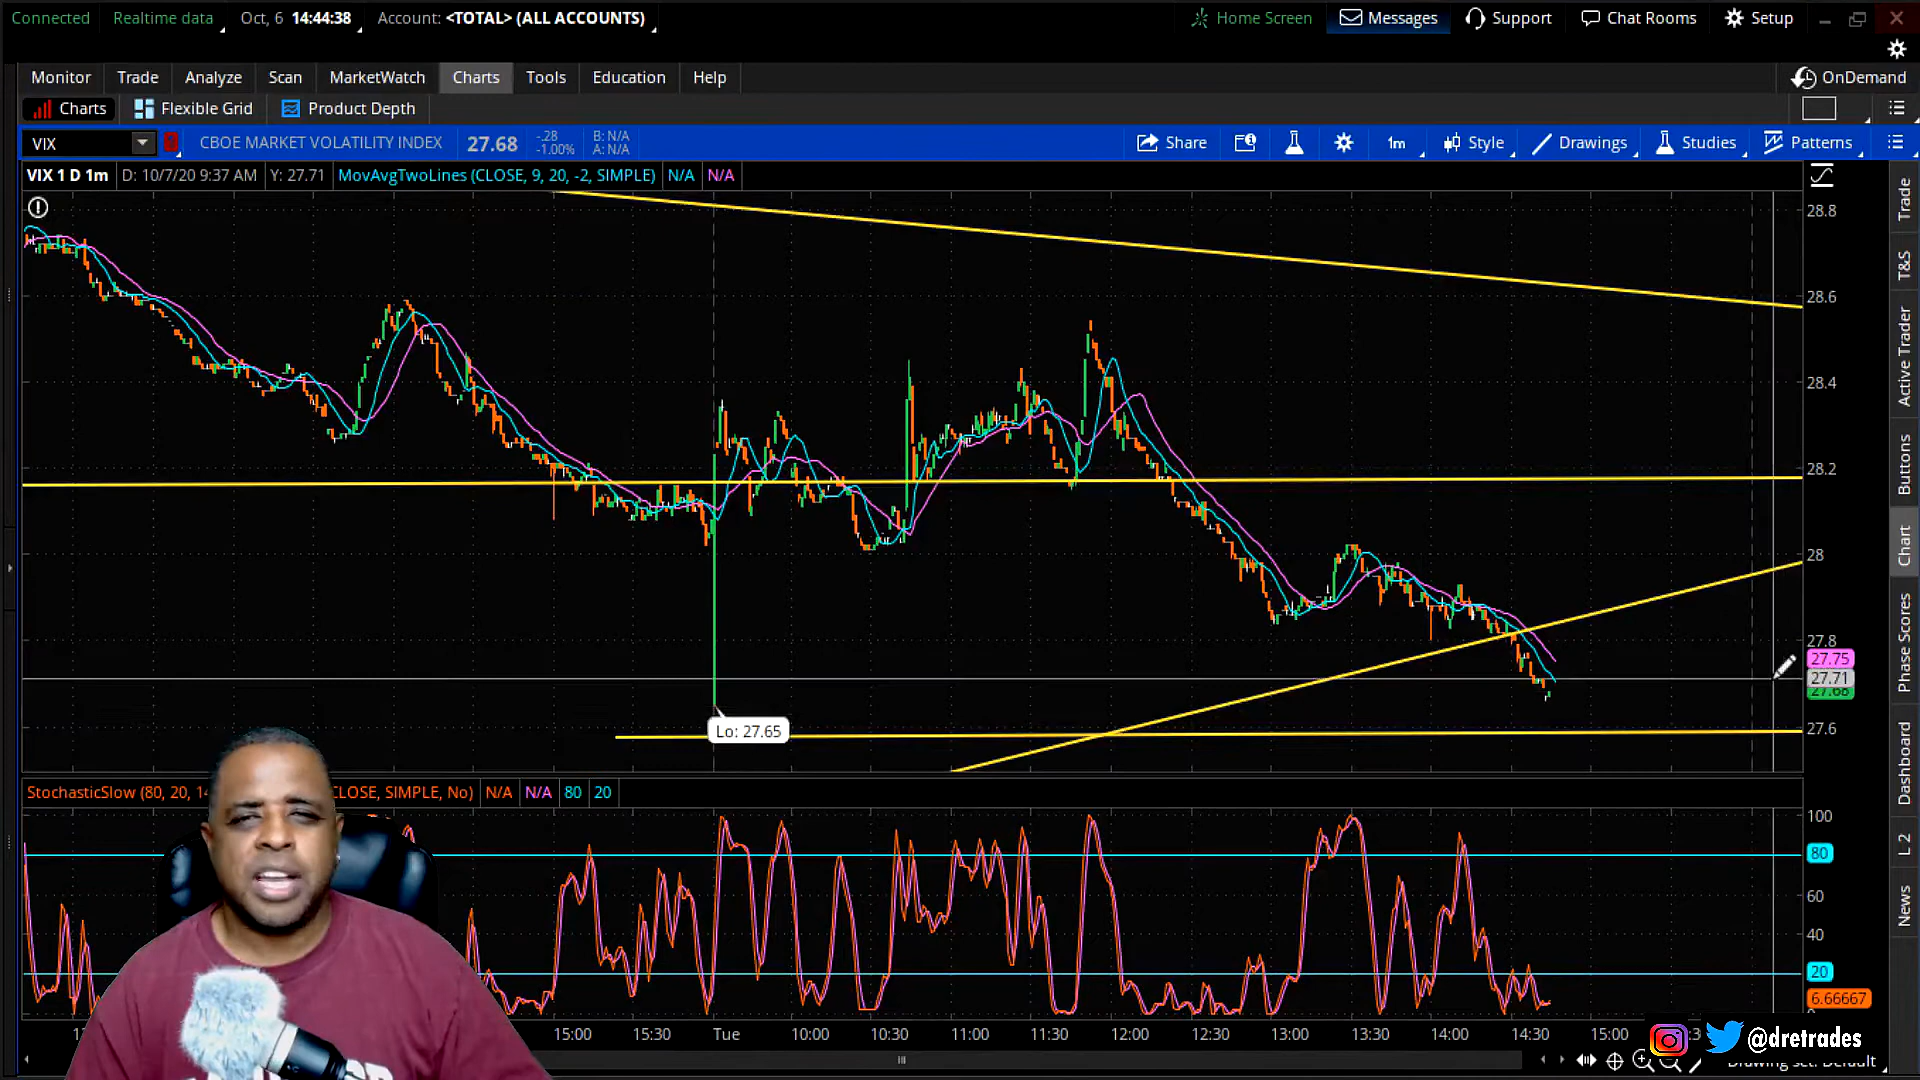 Connected Realtime data Oct, 6 14:44:38 Account: <TOTAL> (ALL ACCOUNTS) Home Screen Messages Support Chat Rooms Setup
Monitor Trade Analyze Scan MarketWatch Charts Tools Education Help OnDemand
Charts Flexible Grid Product Depth
VIX CBOE MARKET VOLATILITY INDEX 27.68 -.28 -1.00% B: N/A A: N/A Share 1m Style Drawings Studies Patterns
VIX 1 D 1m D: 10/7/20 9:37 AM Y: 27.71 MovAvgTwoLines (CLOSE, 9, 20, -2, SIMPLE) N/A N/A
28.8
28.6
28.4
28.2
28
27.8
27.75
27.71
27.68
27.6
Lo: 27.65
StochasticSlow (80, 20, 14 CLOSE, SIMPLE, No) N/A N/A 80 20
100
80
60
40
20
6.66667
15:00 15:30 Tue 10:00 10:30 11:00 11:30 12:00 12:30 13:00 13:30 14:00 14:30 15:00
@dretrades
Drawing set: Default
Trade
T&S
Active Trader
Buttons
Chart
Phase Scores
Dashboard
L 2
News